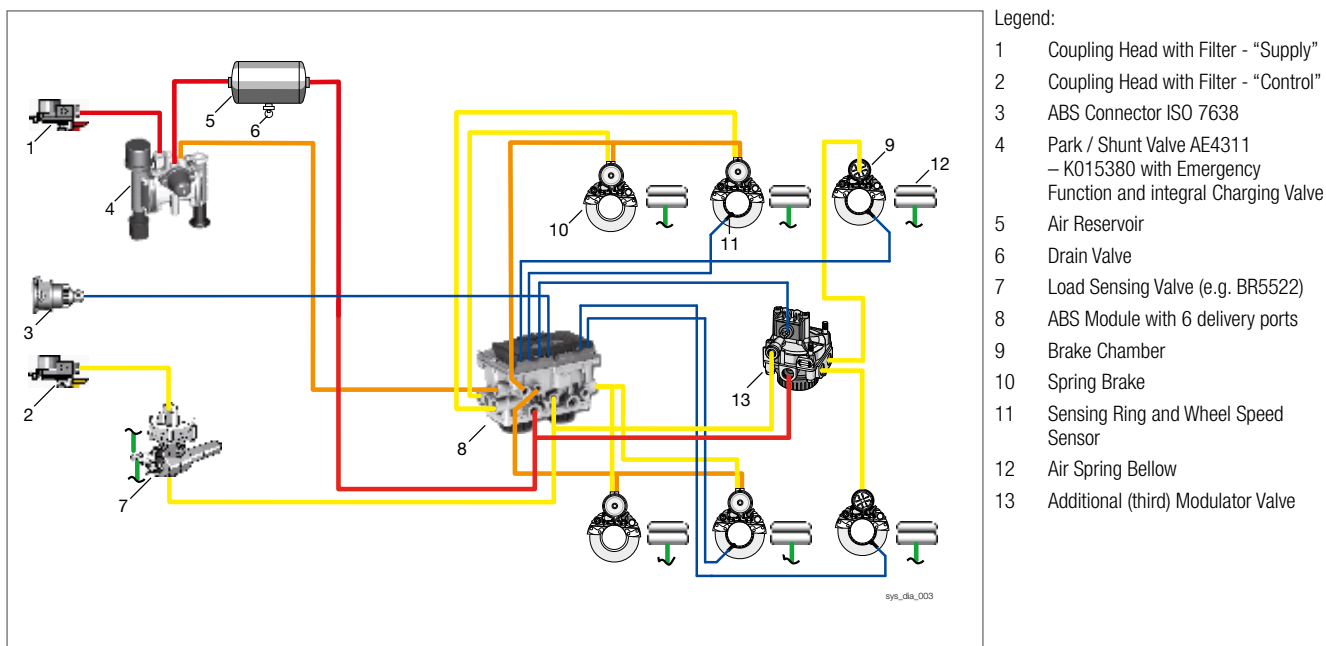 1
2
3
4
5
6
7
8
9
10
11
12
13
sys_dia_003
Legend:
1 Coupling Head with Filter - “Supply”
2 Coupling Head with Filter - “Control”
3 ABS Connector ISO 7638
4 Park / Shunt Valve AE4311
– K015380 with Emergency
Function and integral Charging Valve
5 Air Reservoir
6 Drain Valve
7 Load Sensing Valve (e.g. BR5522)
8 ABS Module with 6 delivery ports
9 Brake Chamber
10 Spring Brake
11 Sensing Ring and Wheel Speed
Sensor
12 Air Spring Bellow
13 Additional (third) Modulator Valve